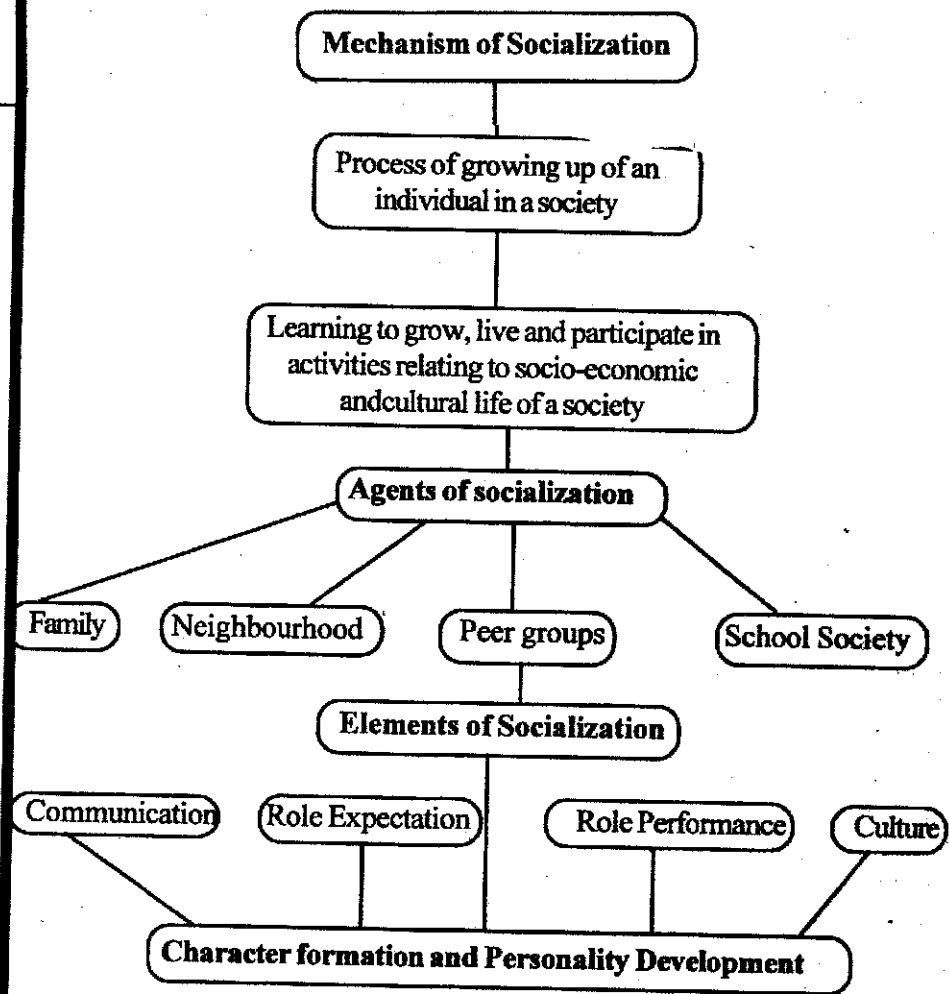 Mechanism of Socialization
Process of growing up of an
individual in a society
Learning to grow, live and participate in
activities relating to socio-economic
andcultural life of a society
Agents of socialization
Family
Neighbourhood
Peer groups
School Society
Elements of Socialization
Communication
Role Expectation
Role Performance
Culture
Character formation and Personality Development